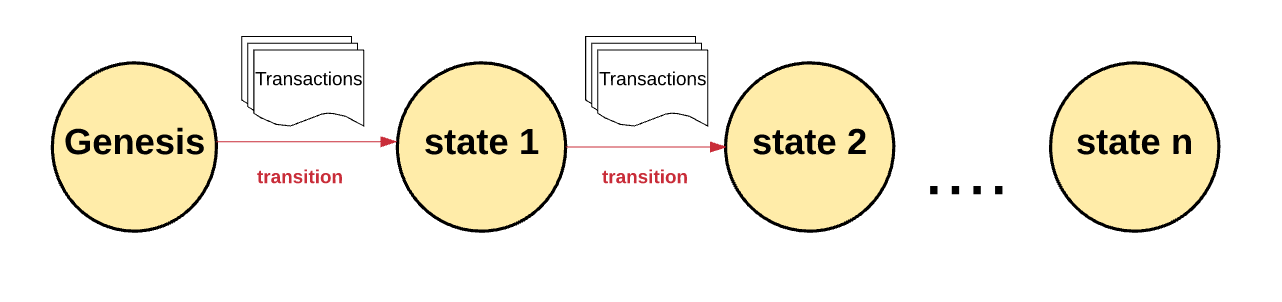 Transactions
Transactions
Genesis
state 1
state 2
state n
transition
transition
....